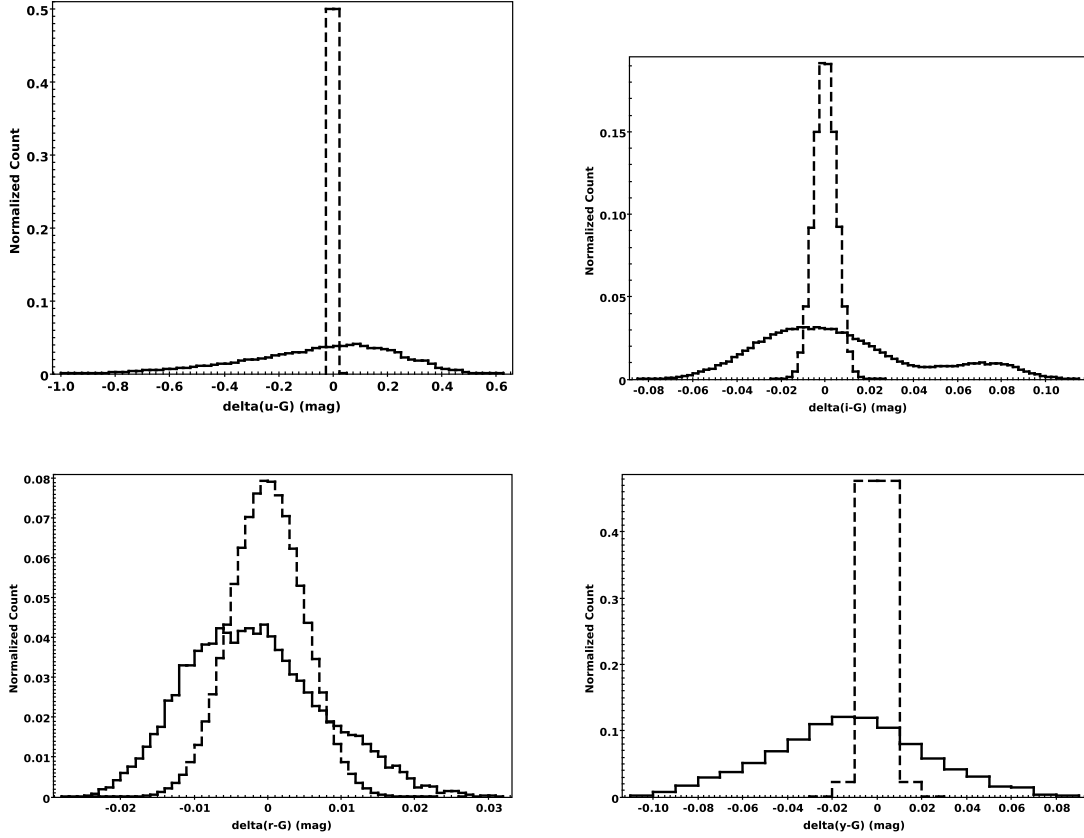 0.5
0.4
0.3
0.2
0.1
0
Normalized Count
-1.0 -0.8 -0.6 -0.4 -0.2 0 0.2 0.4 0.6
delta(u-G) (mag)
0.15
0.10
0.05
0
Normalized Count
-0.08 -0.06 -0.04 -0.02 0 0.02 0.04 0.06 0.08 0.10
delta(i-G) (mag)
0.08
0.07
0.06
0.05
0.04
0.03
0.02
0.01
0
Normalized Count
-0.02 -0.01 0 0.01 0.02 0.03
delta(r-G) (mag)
0.4
0.3
0.2
0.1
0
Normalized Count
-0.10 -0.08 -0.06 -0.04 -0.02 0 0.02 0.04 0.06 0.08
delta(y-G) (mag)